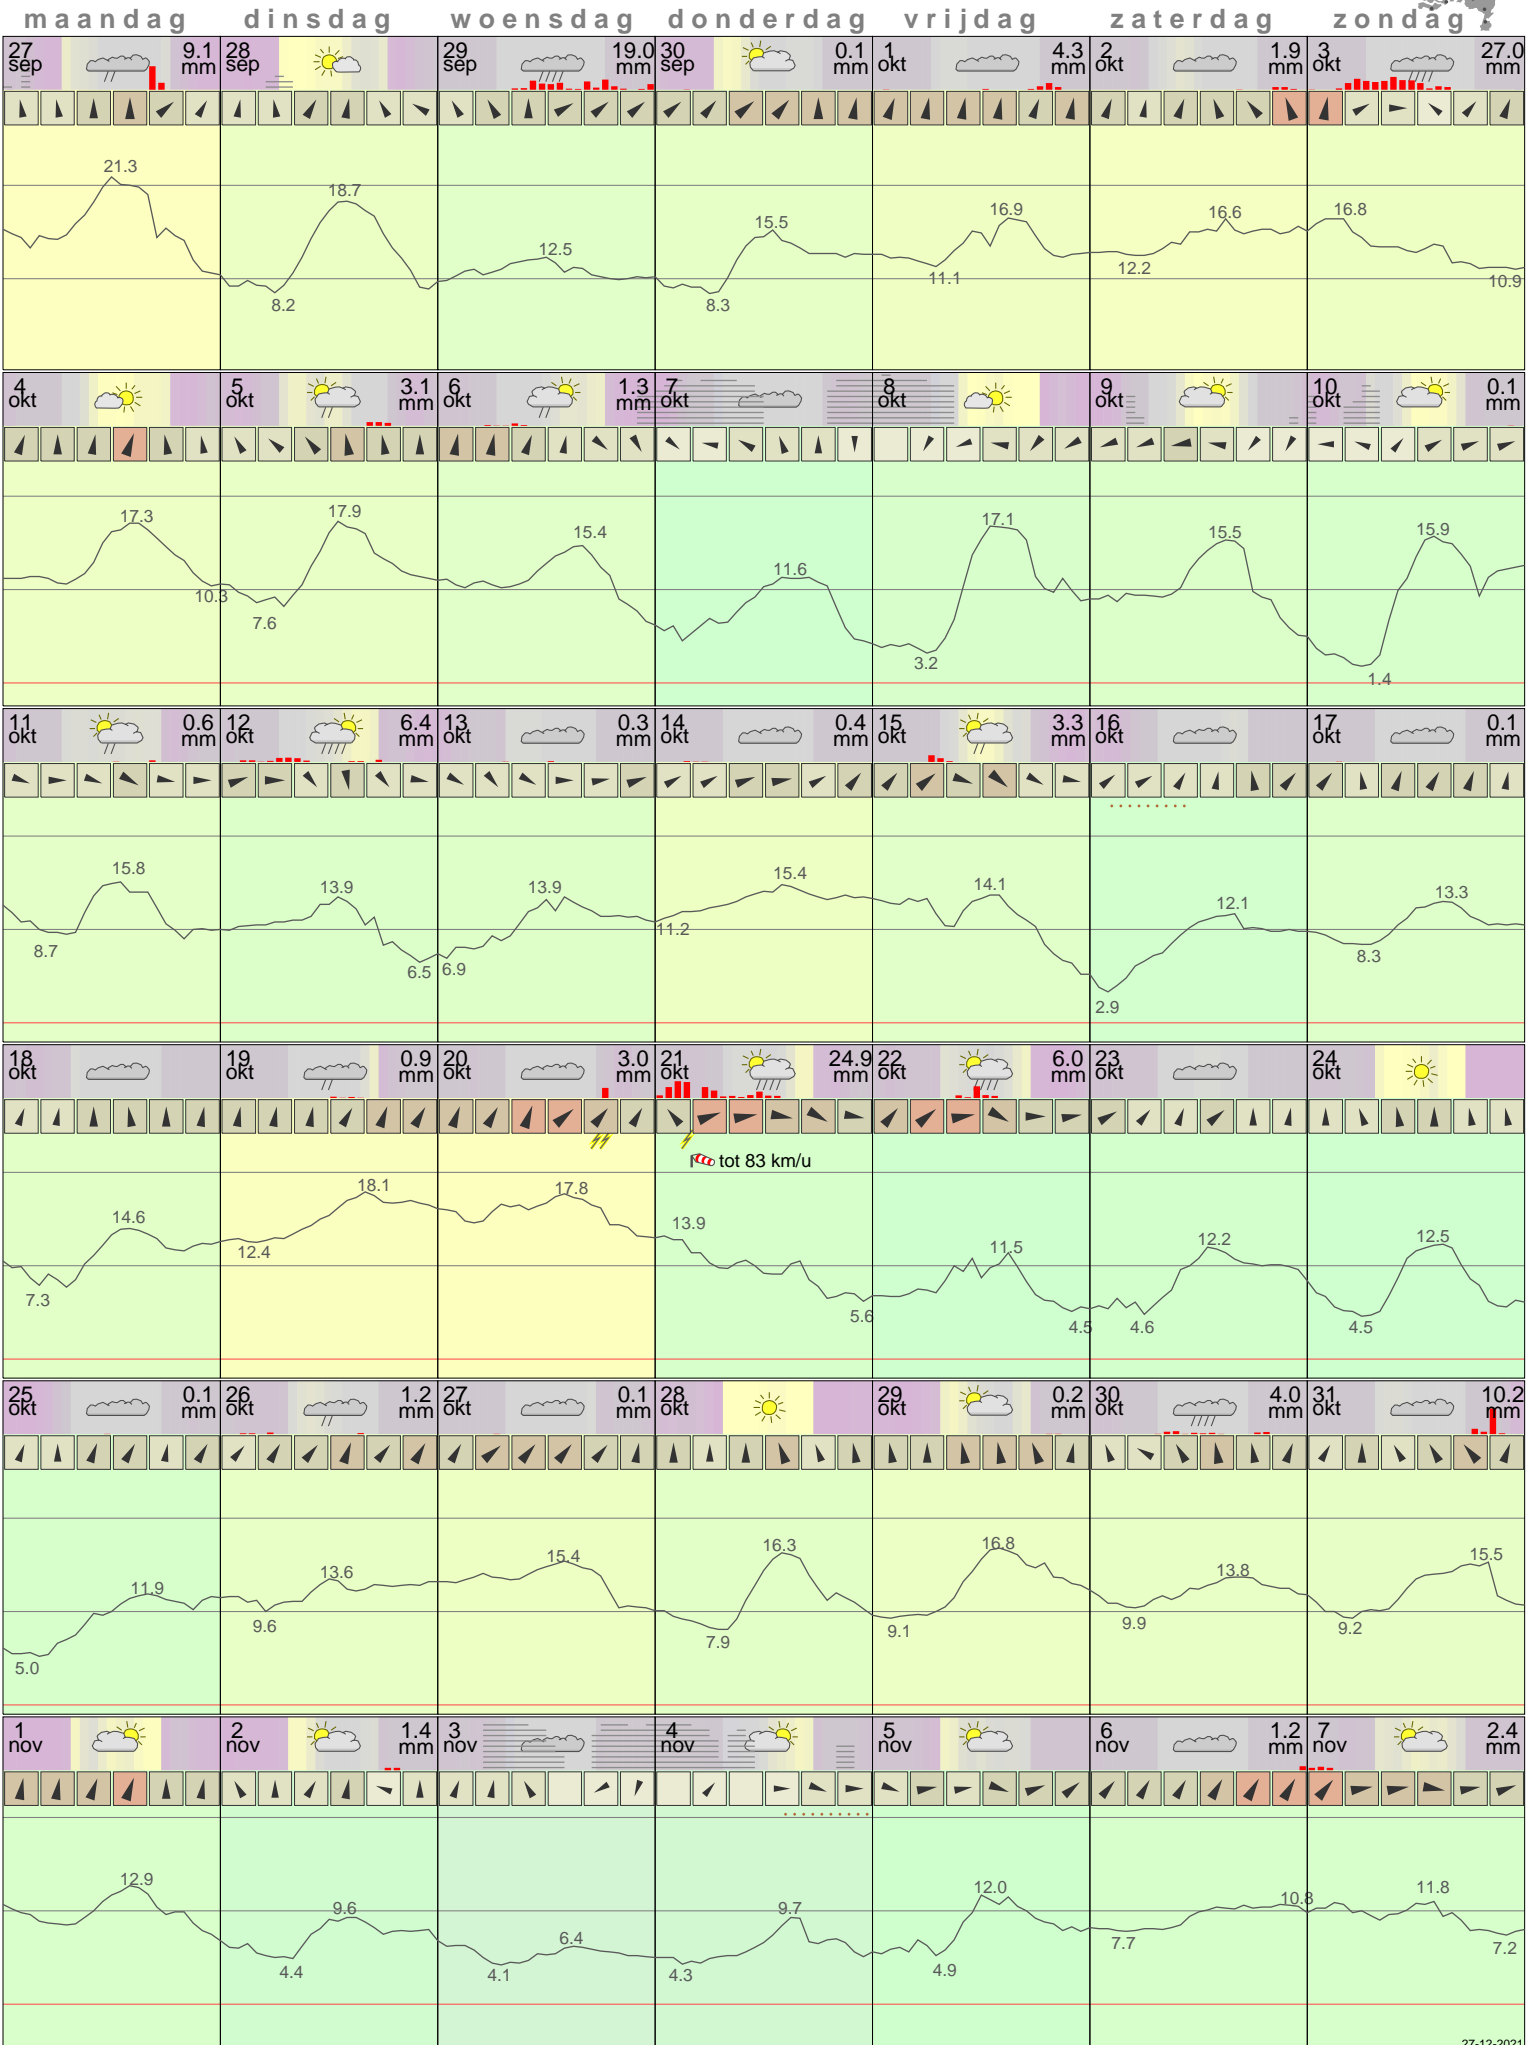 maandag dinsdag woensdag donderdag vrijdag zaterdag zondag
27 9.1 28 29 19.0 30 0.1 1 4.3 2 1.9 3 27.0
sep mm sep sep mm sep mm okt mm okt mm okt mm
21.3 18.7 12.5 15.5 16.9 16.6 16.8
8.2 8.3 11.1 12.2 10.9
4 5 3.1 6 1.3 7 8 9 10 0.1
okt okt mm okt mm okt okt okt okt mm
17.3 17.9 15.4 11.6 17.1 15.5 15.9
10.3 7.6 3.2 1.4
11 0.6 12 6.4 13 0.3 14 0.4 15 3.3 16 17 0.1
okt mm okt mm okt mm okt mm okt mm okt okt mm
15.8 13.9 13.9 15.4 14.1 12.1 13.3
8.7 6.5 6.9 11.2 2.9 8.3
18 19 0.9 20 3.0 21 24.9 22 6.0 23 24
okt okt mm okt mm okt mm okt mm okt okt
tot 83 km/u
14.6 18.1 17.8 13.9 11.5 12.2 12.5
7.3 12.4 5.6 4.5 4.6 4.5
25 0.1 26 1.2 27 0.1 28 29 0.2 30 4.0 31 10.2
okt mm okt mm okt mm okt okt mm okt mm okt mm
11.9 13.6 15.4 16.3 16.8 13.8 15.5
5.0 9.6 7.9 9.1 9.9 9.2
1 2 1.4 3 4 5 6 1.2 7 2.4
nov nov mm nov nov nov nov mm nov mm
12.9 9.6 6.4 9.7 12.0 10.8 11.8
4.4 4.1 4.3 4.9 7.7 7.2
27-12-2021